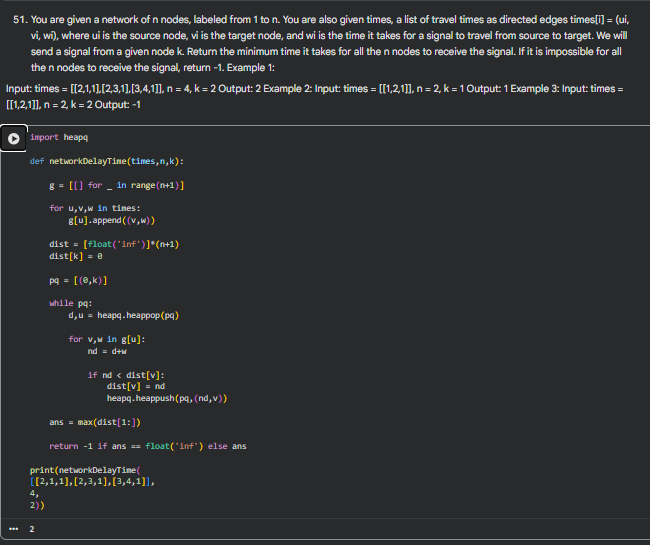 51. You are given a network of n nodes, labeled from 1 to n. You are also given times, a list of travel times as directed edges times[i] = (ui,
vi, wi), where ui is the source node, vi is the target node, and wi is the time it takes for a signal to travel from source to target. We will
send a signal from a given node k. Return the minimum time it takes for all the n nodes to receive the signal. If it is impossible for all
the n nodes to receive the signal, return -1. Example 1:
Input: times = [[2,1,1],[2,3,1],[3,4,1]], n = 4, k = 2 Output: 2 Example 2: Input: times = [[1,2,1]], n = 2, k = 1 Output: 1 Example 3: Input: times =
[[1,2,1]], n = 2, k = 2 Output: -1
import heapq
def networkDelayTime(times,n,k):
g = [[] for _ in range(n+1)]
for u,v,w in times:
g[u].append((v,w))
dist = [float('inf')]*(n+1)
dist[k] = 0
pq = [(0,k)]
while pq:
d,u = heapq.heappop(pq)
for v,w in g[u]:
nd = d+w
if nd < dist[v]:
dist[v] = nd
heapq.heappush(pq,(nd,v))
ans = max(dist[1:])
return -1 if ans == float('inf') else ans
print(networkDelayTime(
[[2,1,1],[2,3,1],[3,4,1]],
4,
2))
... 2